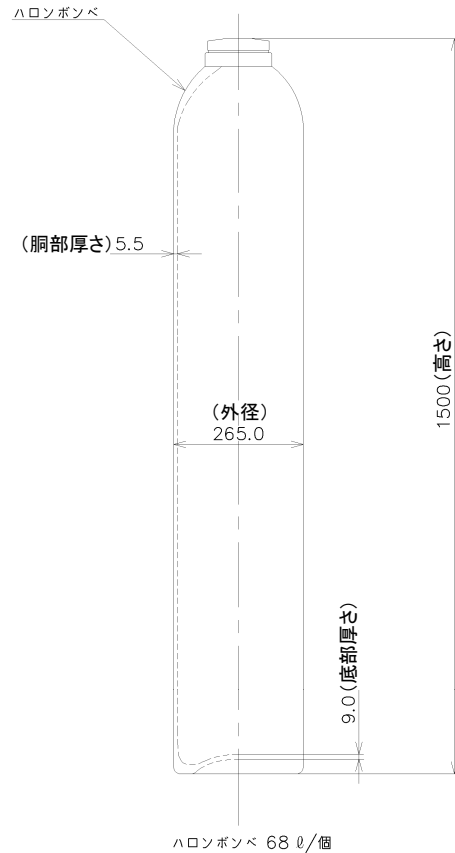 ハロンボンベ
(胴部厚さ)5.5
(外径)
265.0
1500(高さ)
9.0(底部厚さ)
ハロンボンベ 68 ℓ/個